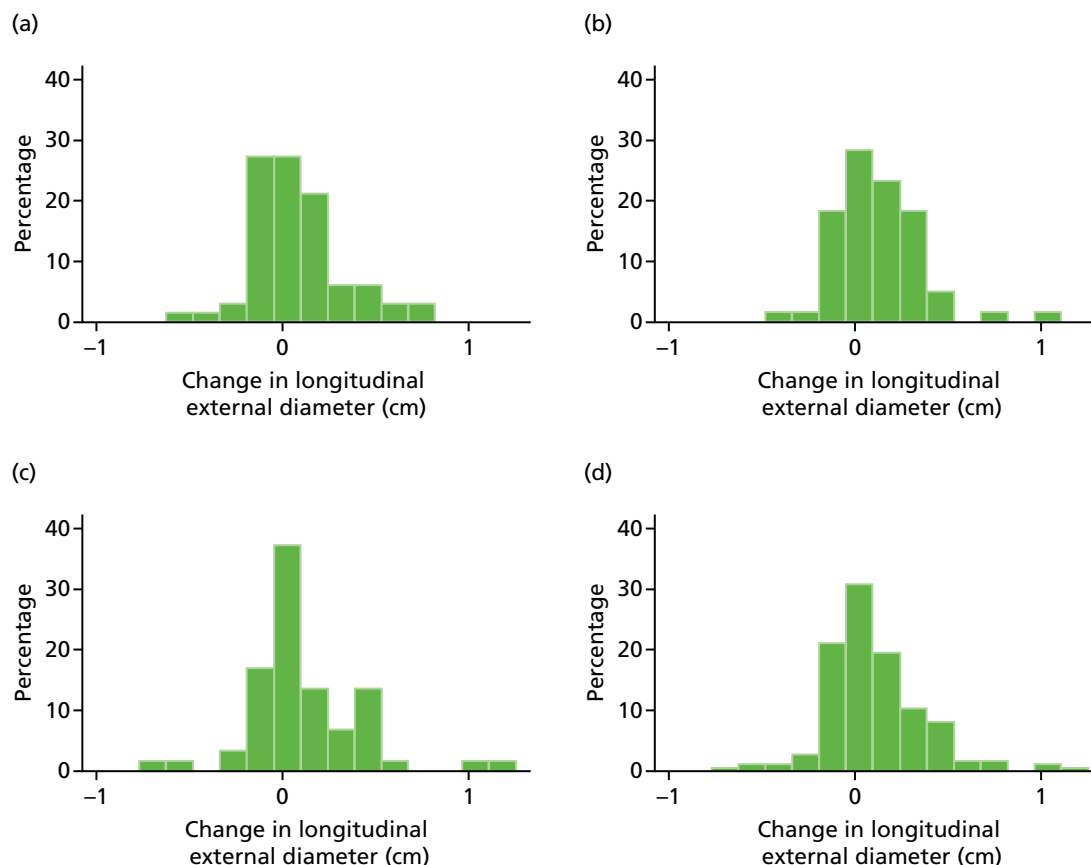 (a)
40
30
20
10
0
Percentage
−1
0
1
Change in longitudinal
external diameter (cm)
(b)
40
30
20
10
0
Percentage
−1
0
1
Change in longitudinal
external diameter (cm)
(c)
40
30
20
10
0
Percentage
−1
0
1
Change in longitudinal
external diameter (cm)
(d)
40
30
20
10
0
Percentage
−1
0
1
Change in longitudinal
external diameter (cm)